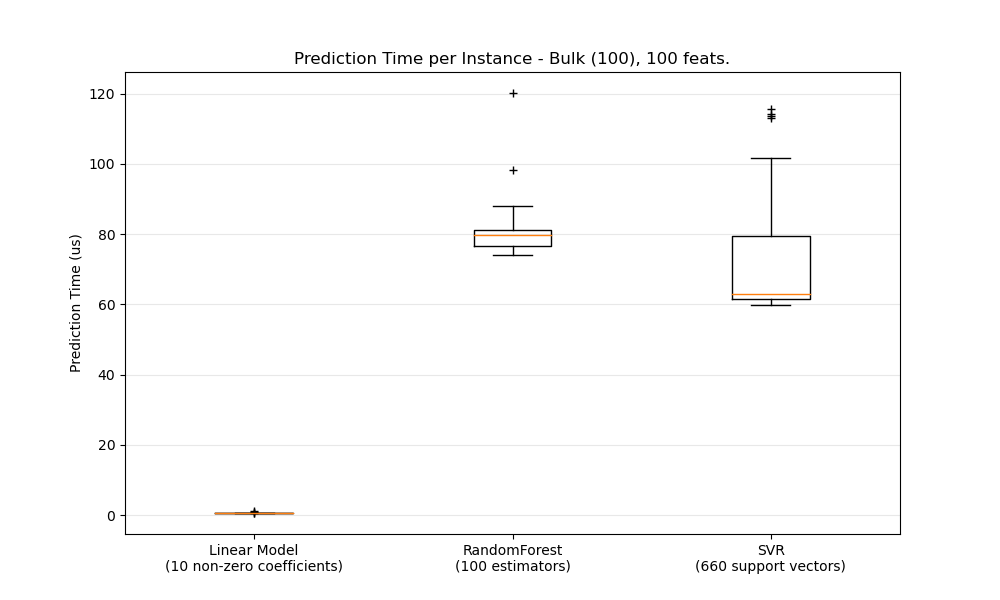 Prediction Time per Instance - Bulk (100), 100 feats.
120
100
80
60
40
20
0
Prediction Time (us)
Linear Model
(10 non-zero coefficients)
RandomForest
(100 estimators)
SVR
(660 support vectors)